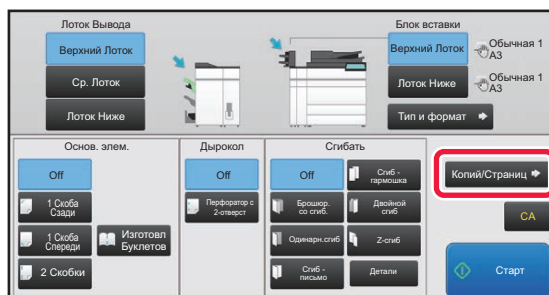 Лоток Вывода
Блок вставки
Верхний Лоток
Ср. Лоток
Лоток Ниже
Верхний Лоток
Обычная 1
A3
Лоток Ниже
Обычная 1
A3
Тип и формат
Основ. элем.
Off
1 Скоба
Сзади
1 Скоба
Спереди
2 Скобки
Изготовл
Буклетов
Дырокол
Off
Перфоратор с
2-отверст
Сгибать
Off
Сгиб -
гармошка
Брошюр.
со сгиб.
Двойной
сгиб
Одинарн.сгиб
Z-сгиб
Сгиб -
письмо
Детали
Копий/Страниц
CA
Старт